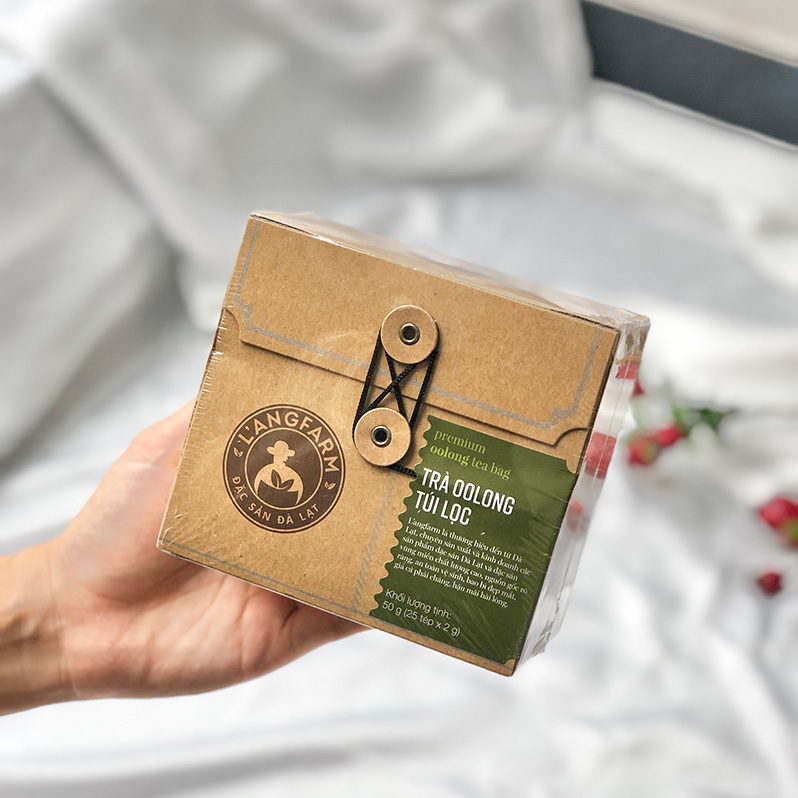 L'ANGFARM
ĐẶC SẢN ĐÀ LẠT
premium
oolong tea bag
TRÀ OOLONG
TÚI LỌC
L'angfarm là thương hiệu đến từ Đà
Lạt, chuyên sản xuất và kinh doanh các
sản phẩm đặc sản Đà Lạt và đặc sản
vùng miền chất lượng cao, nguồn gốc rõ
ràng, an toàn vệ sinh, bao bì đẹp mắt,
giá cả phải chăng, hậu mãi hài lòng.
Khối lượng tịnh:
50 g (25 tép x 2 g)